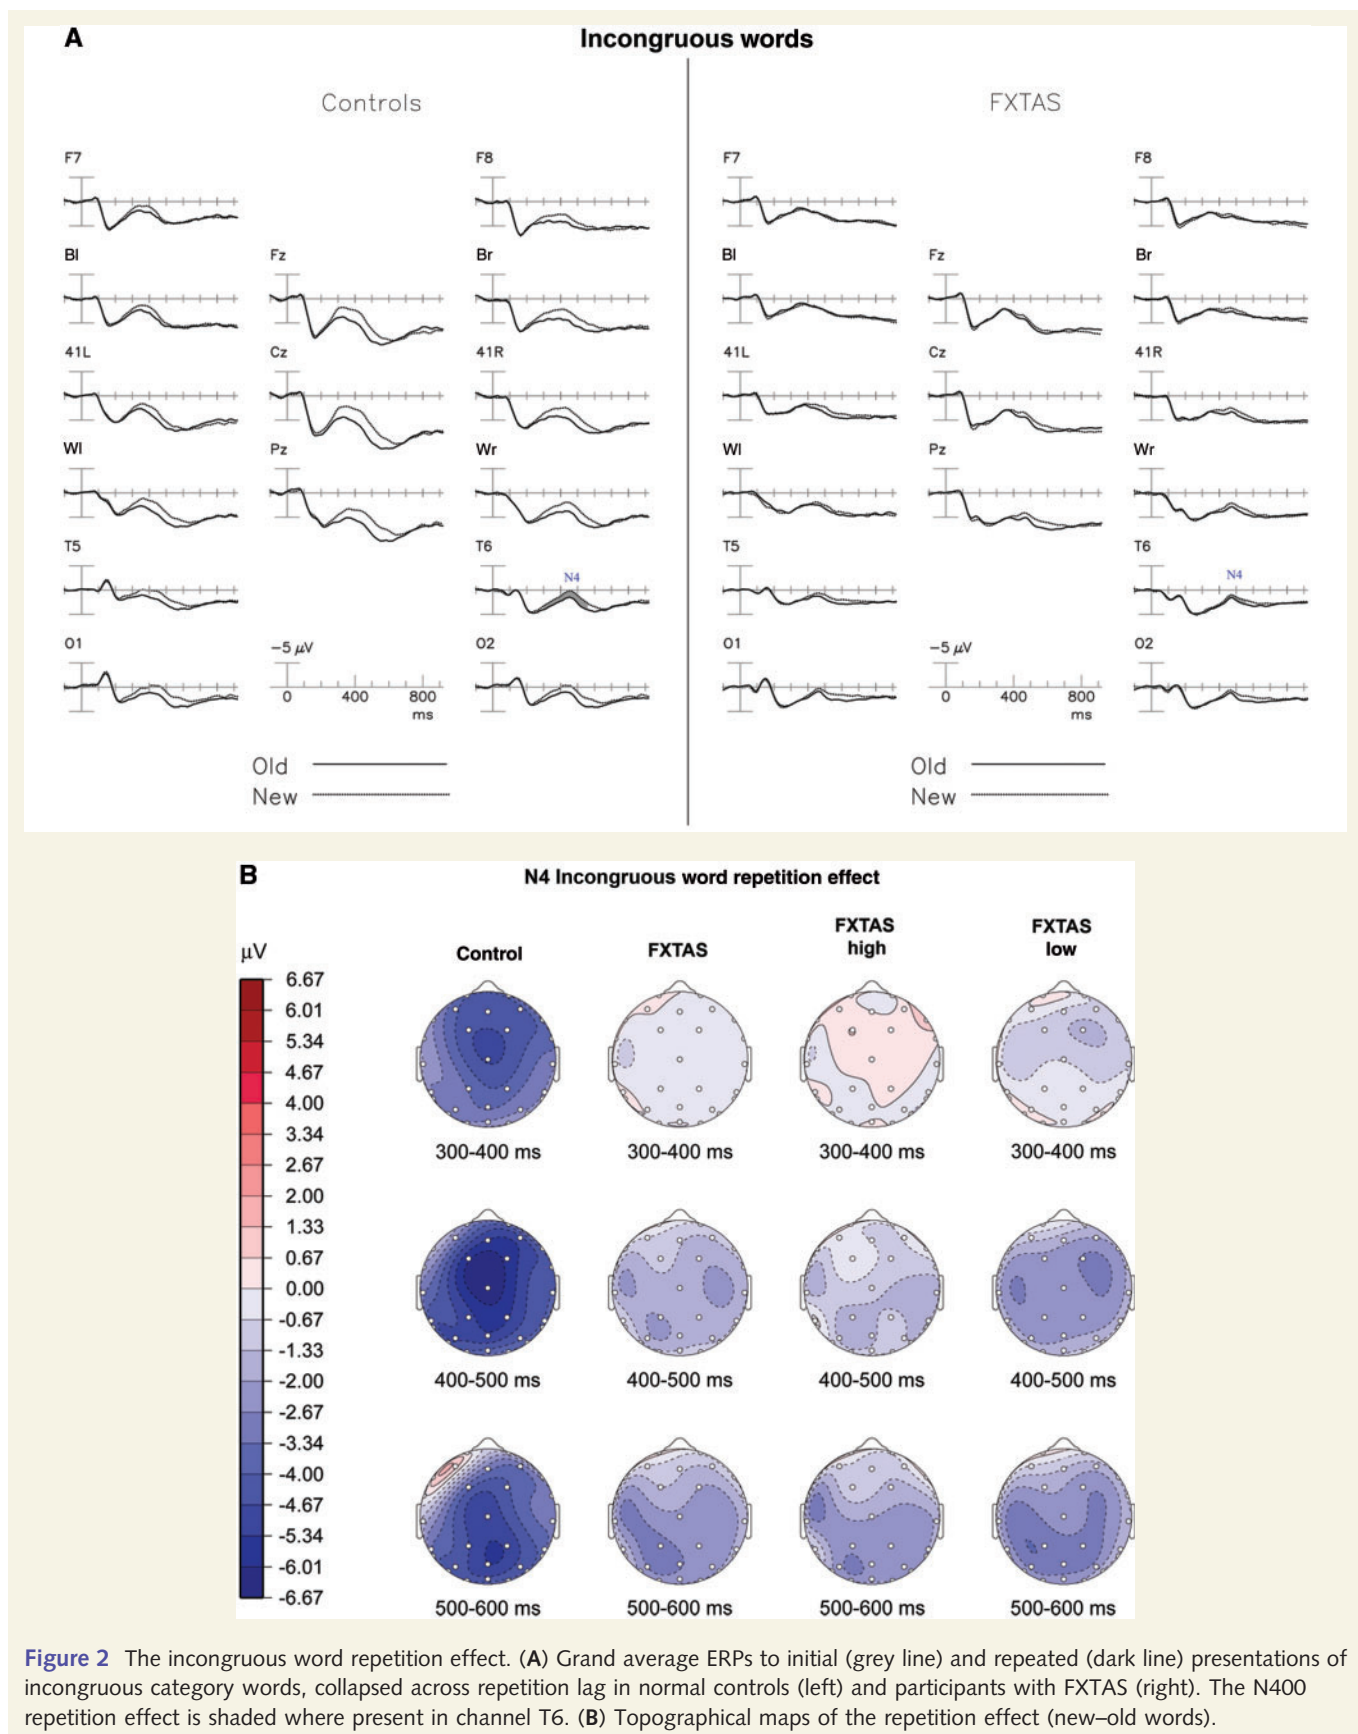 A
Incongruous words
Controls
FXTAS
F7
F8
F7
F8
Bl
Fz
Br
Bl
Fz
Br
41L
Cz
41R
41L
Cz
41R
Wl
Pz
Wr
Wl
Pz
Wr
T5
T6
T5
T6
N4
N4
O1
-5 µV
O2
O1
-5 µV
O2
0 400 800
ms
0 400 800
ms
Old
New
Old
New
B
N4 Incongruous word repetition effect
µV
Control
FXTAS
FXTAS
high
FXTAS
low
6.67
6.01
5.34
4.67
4.00
3.34
2.67
2.00
1.33
0.67
0.00
-0.67
-1.33
-2.00
-2.67
-3.34
-4.00
-4.67
-5.34
-6.01
-6.67
300-400 ms 300-400 ms 300-400 ms 300-400 ms
400-500 ms 400-500 ms 400-500 ms 400-500 ms
500-600 ms 500-600 ms 500-600 ms 500-600 ms
Figure 2 The incongruous word repetition effect. (A) Grand average ERPs to initial (grey line) and repeated (dark line) presentations of
incongruous category words, collapsed across repetition lag in normal controls (left) and participants with FXTAS (right). The N400
repetition effect is shaded where present in channel T6. (B) Topographical maps of the repetition effect (new–old words).